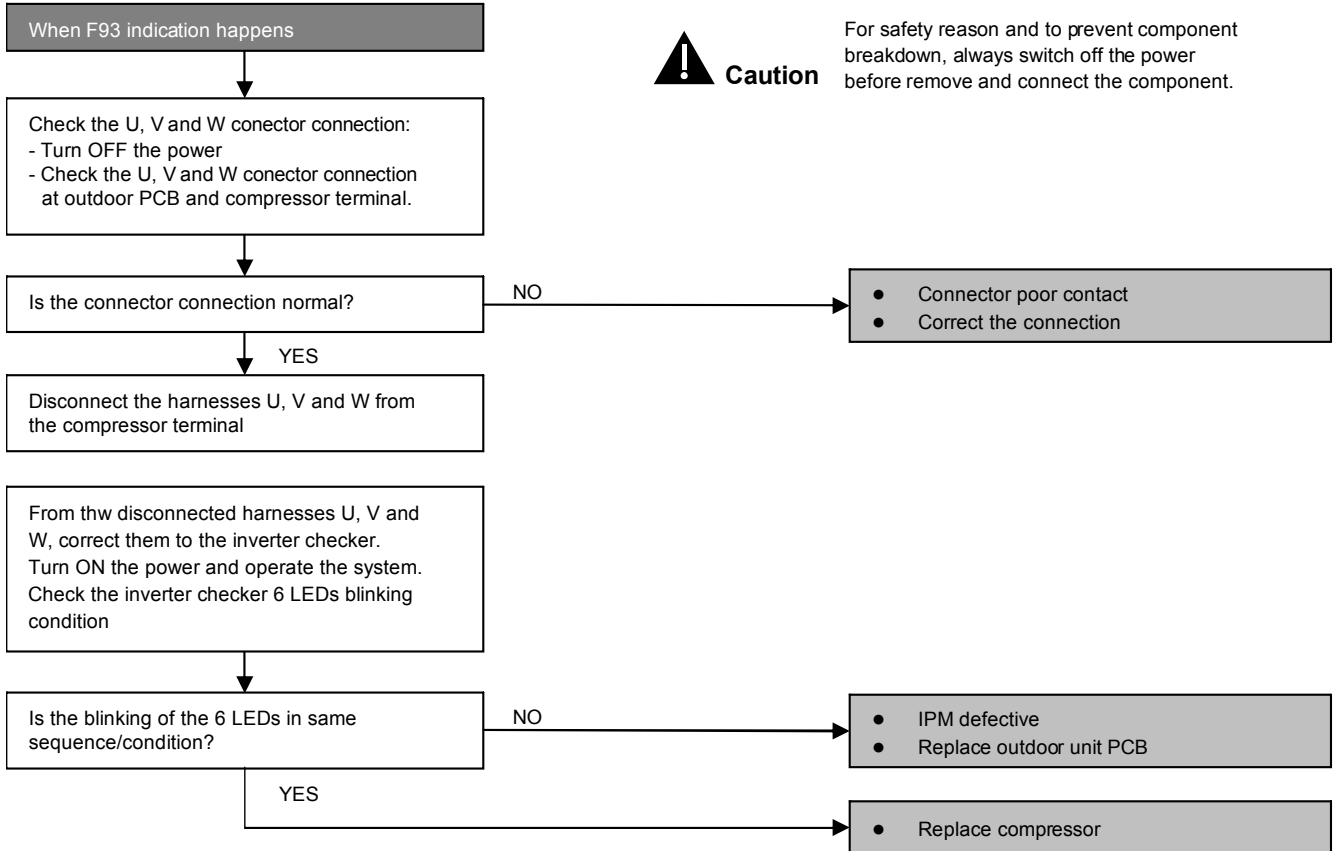 When F93 indication happens
Caution
For safety reason and to prevent component
breakdown, always switch off the power
before remove and connect the component.
Check the U, V and W conector connection:
- Turn OFF the power
- Check the U, V and W conector connection
at outdoor PCB and compressor terminal.
Is the connector connection normal?
NO
● Connector poor contact
● Correct the connection
YES
Disconnect the harnesses U, V and W from
the compressor terminal
From thw disconnected harnesses U, V and
W, correct them to the inverter checker.
Turn ON the power and operate the system.
Check the inverter checker 6 LEDs blinking
condition
Is the blinking of the 6 LEDs in same
sequence/condition?
NO
● IPM defective
● Replace outdoor unit PCB
YES
● Replace compressor